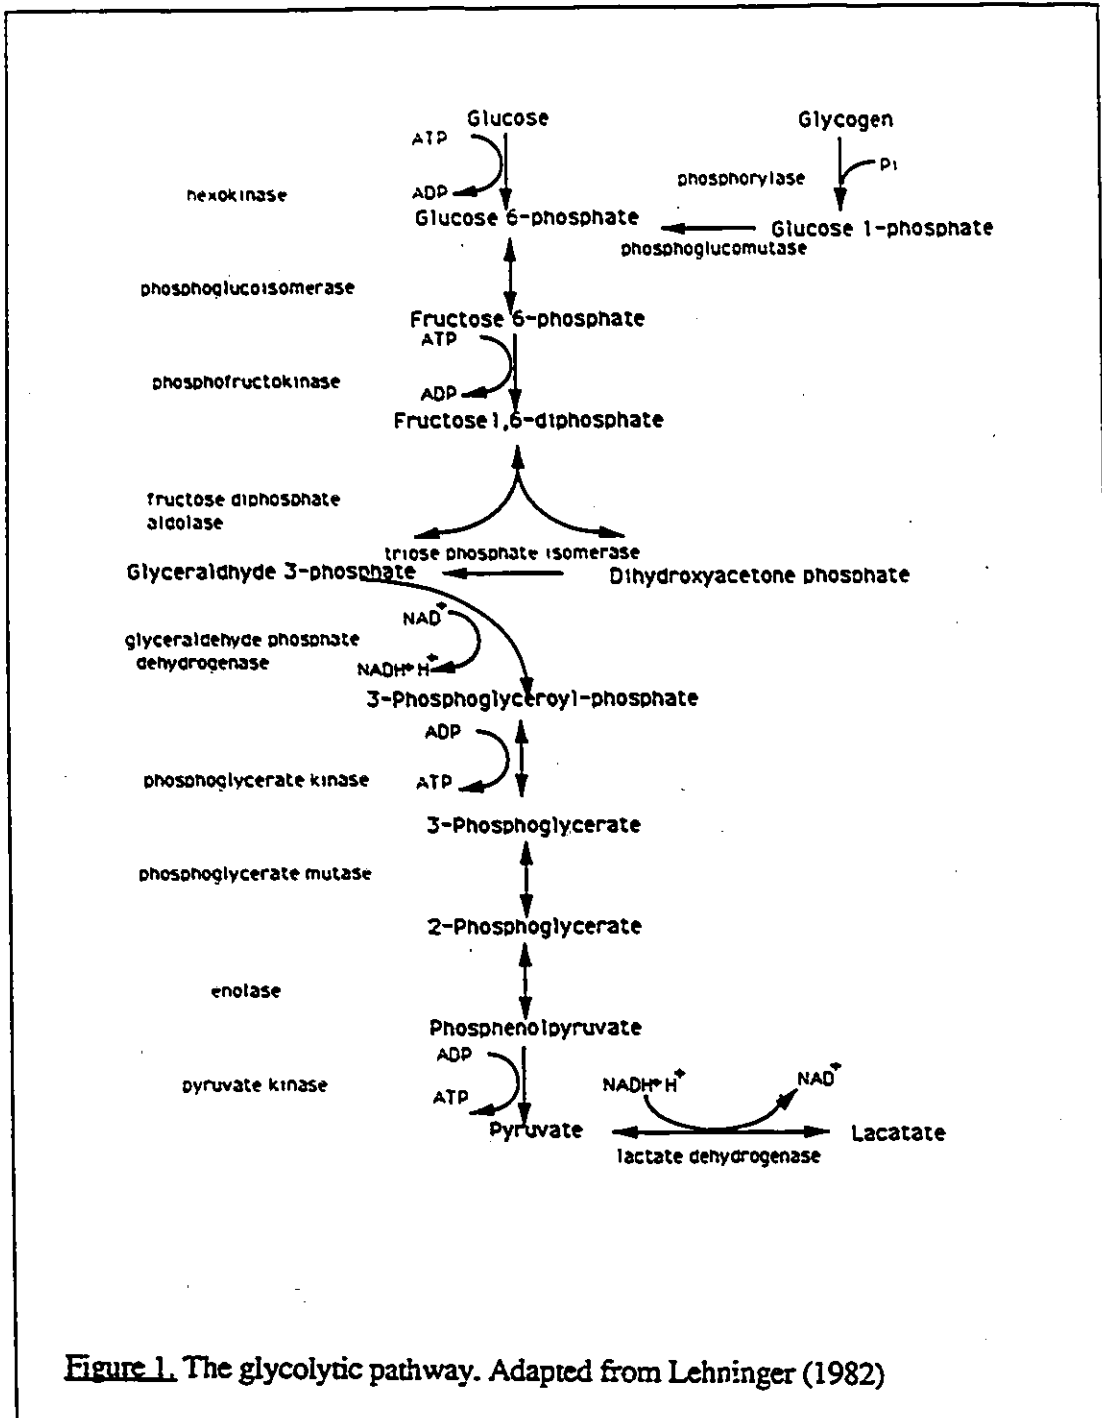 Glucose
Glycogen
ATP
Pi
hexokinase
phosphorylase
ADP
Glucose 6-phosphate
Glucose 1-phosphate
phosphoglucomutase
phosphoglucoisomerase
Fructose 6-phosphate
ATP
phosphofructokinase
ADP
Fructose 1,6-diphosphate
fructose diphosphate
aldolase
triose phosphate isomerase
Glyceraldhyde 3-phosphate
Dihydroxyacetone phosphate
NAD+
glyceraldehyde phosphate
dehydrogenase
NADH+ H+
3-Phosphoglyceroyl-phosphate
ADP
phosphoglycerate kinase
ATP
3-Phosphoglycerate
phosphoglycerate mutase
2-Phosphoglycerate
enolase
Phosphenolpyruvate
ADP
pyruvate kinase
ATP
NADH+ H+
NAD+
Pyruvate
Lacatate
lactate dehydrogenase
Figure 1. The glycolytic pathway. Adapted from Lehninger (1982)